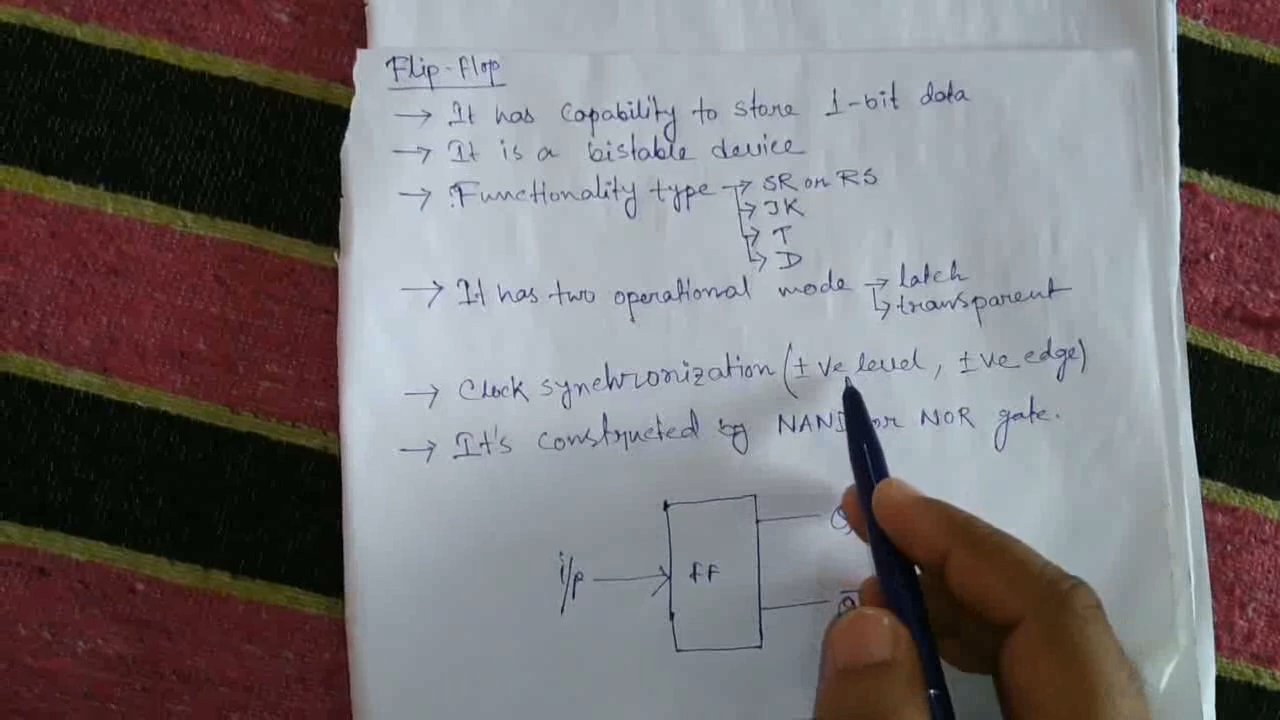 Flip-flop
→ It has capability to store 1-bit data
→ It is a bistable device
→ Functionality type → SR or RS
→ JK
→ T
→ D
→ It has two operational mode → latch
→ transparent
→ Clock synchronization (± ve level, ± ve edge)
→ It's constructed by NAND or NOR gate.
Q
i/p → FF
Q̅